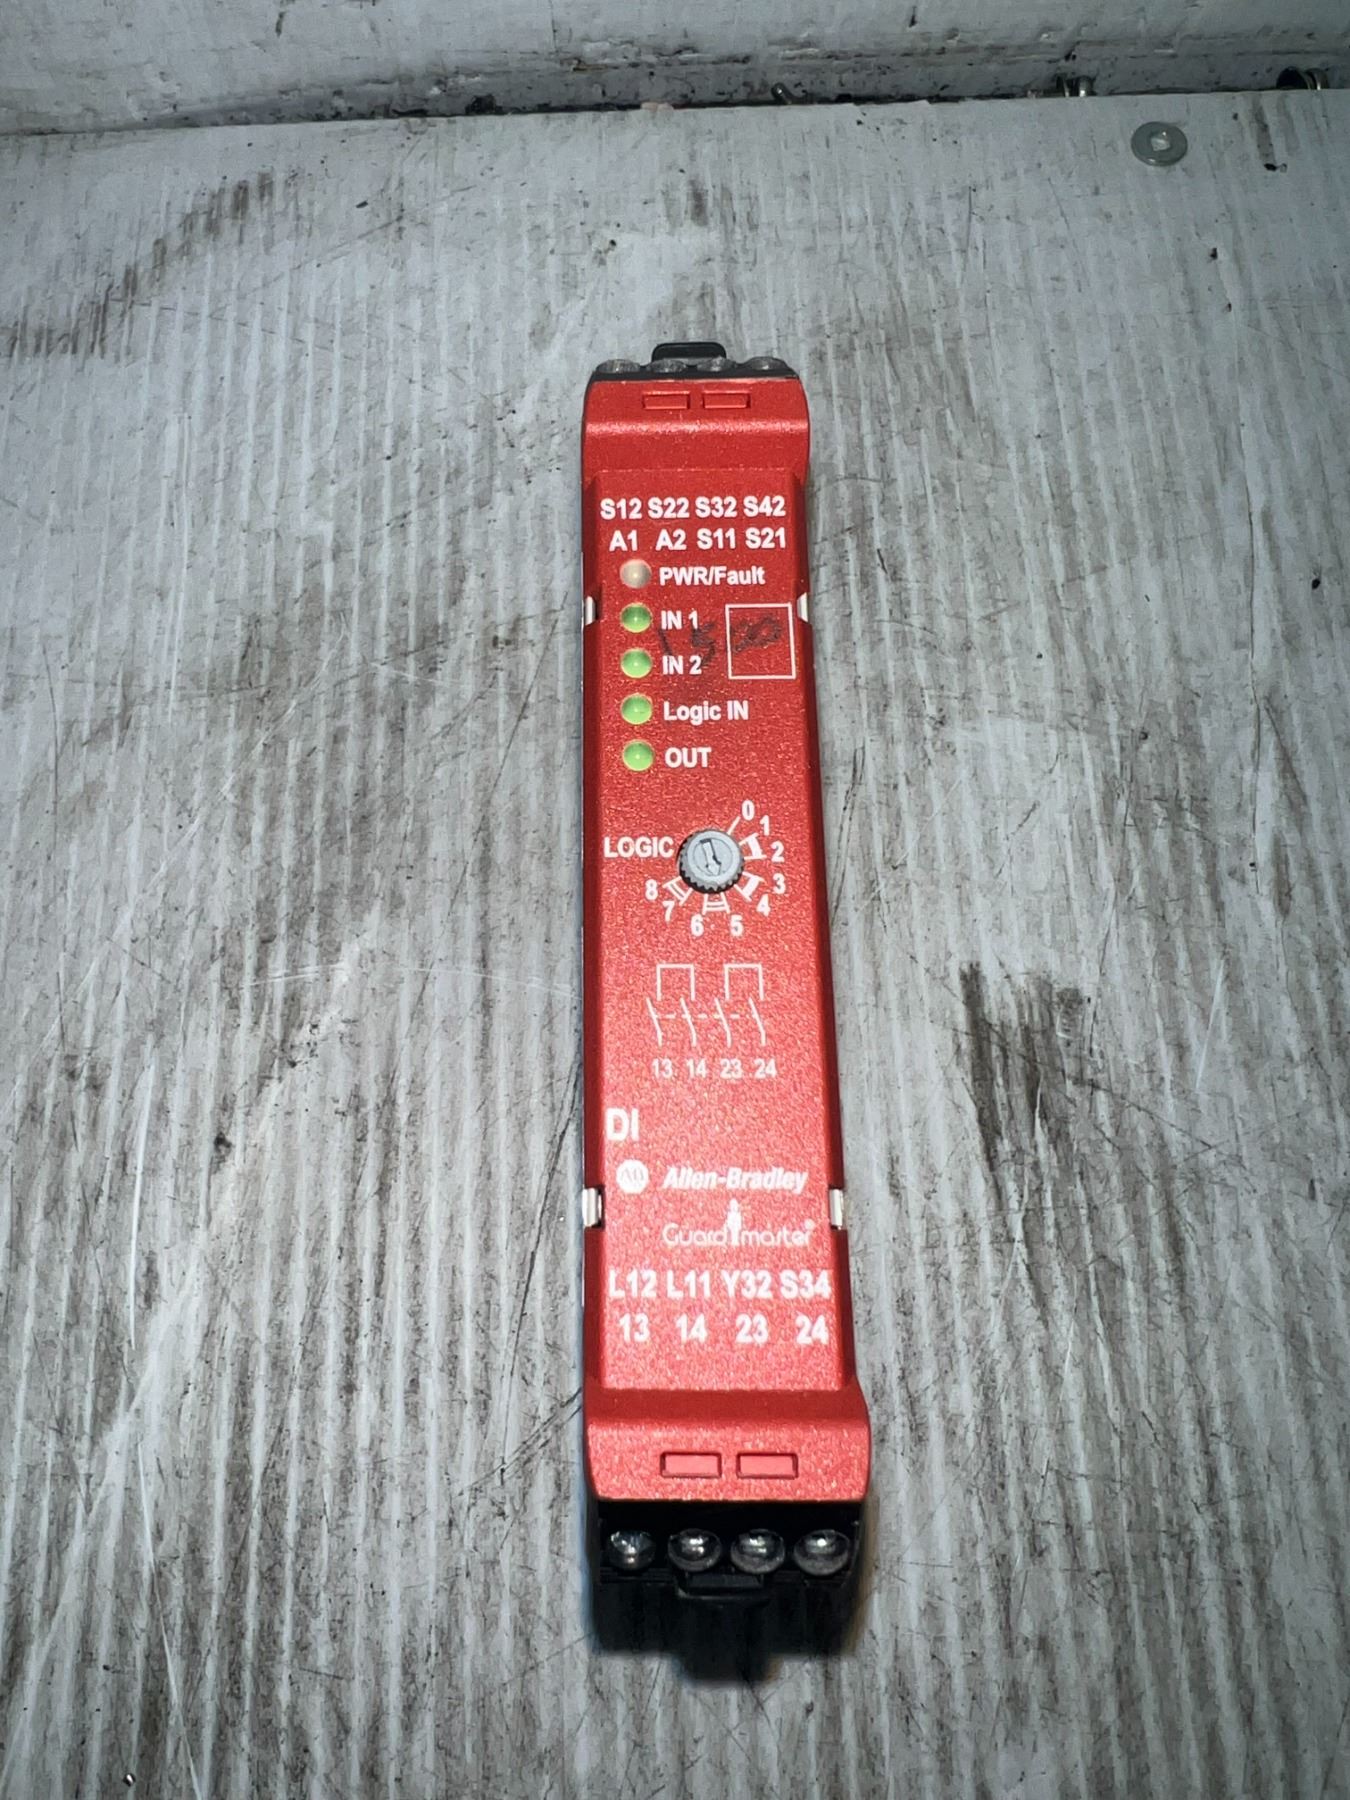 S12 S22 S32 S42
A1 A2 S11 S21
PWR/Fault
IN 1
IN 2
Logic IN
OUT
LOGIC
0
1
2
3
4
5
6
7
8
13 14 23 24
DI
AB Allen-Bradley
Guardmaster®
L12 L11 Y32 S34
13 14 23 24